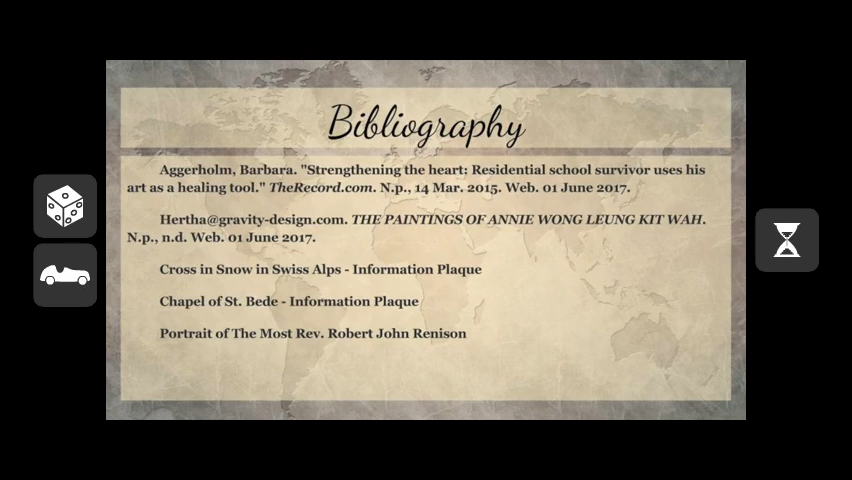 Bibliography
Aggerholm, Barbara. "Strengthening the heart: Residential school survivor uses his
art as a healing tool." TheRecord.com. N.p., 14 Mar. 2015. Web. 01 June 2017.
Hertha@gravity-design.com. THE PAINTINGS OF ANNIE WONG LEUNG KIT WAH.
N.p., n.d. Web. 01 June 2017.
Cross in Snow in Swiss Alps - Information Plaque
Chapel of St. Bede - Information Plaque
Portrait of The Most Rev. Robert John Renison